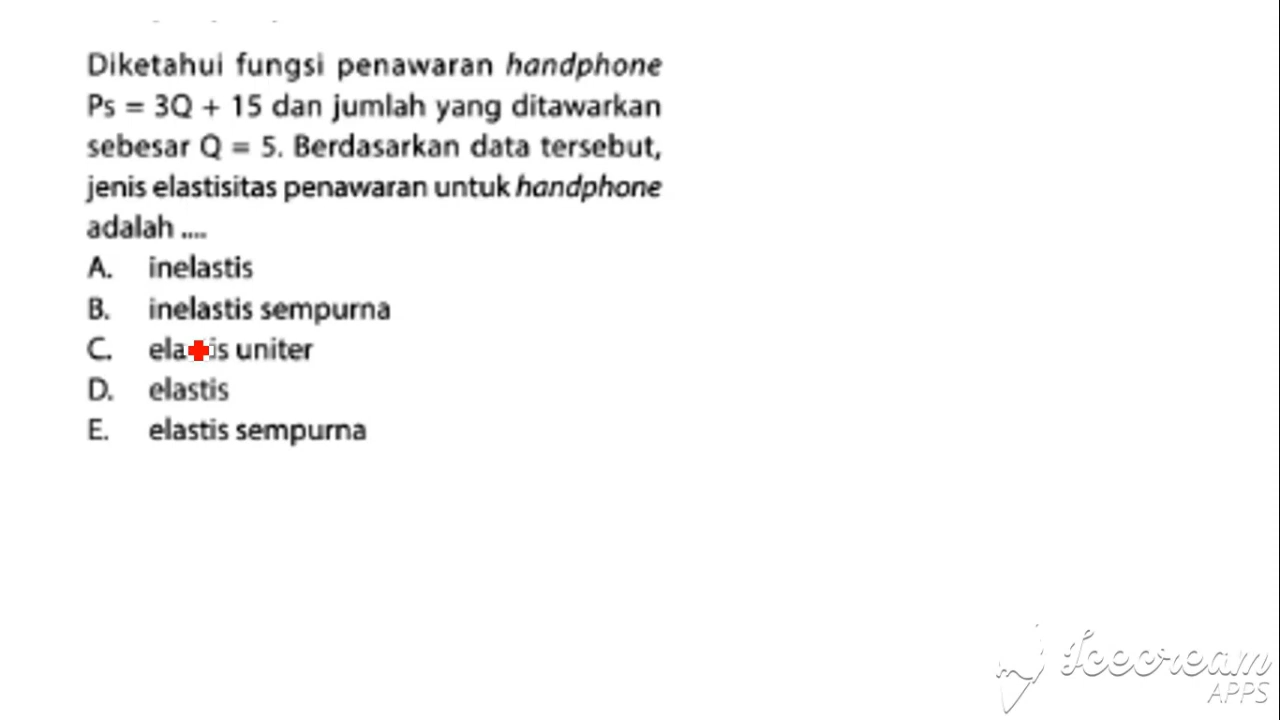 Diketahui fungsi penawaran handphone
Ps = 3Q + 15 dan jumlah yang ditawarkan
sebesar Q = 5. Berdasarkan data tersebut,
jenis elastisitas penawaran untuk handphone
adalah ....
A. inelastis
B. inelastis sempurna
C. uniter
D. elastis
E. elastis sempurna
Icecream
APPS